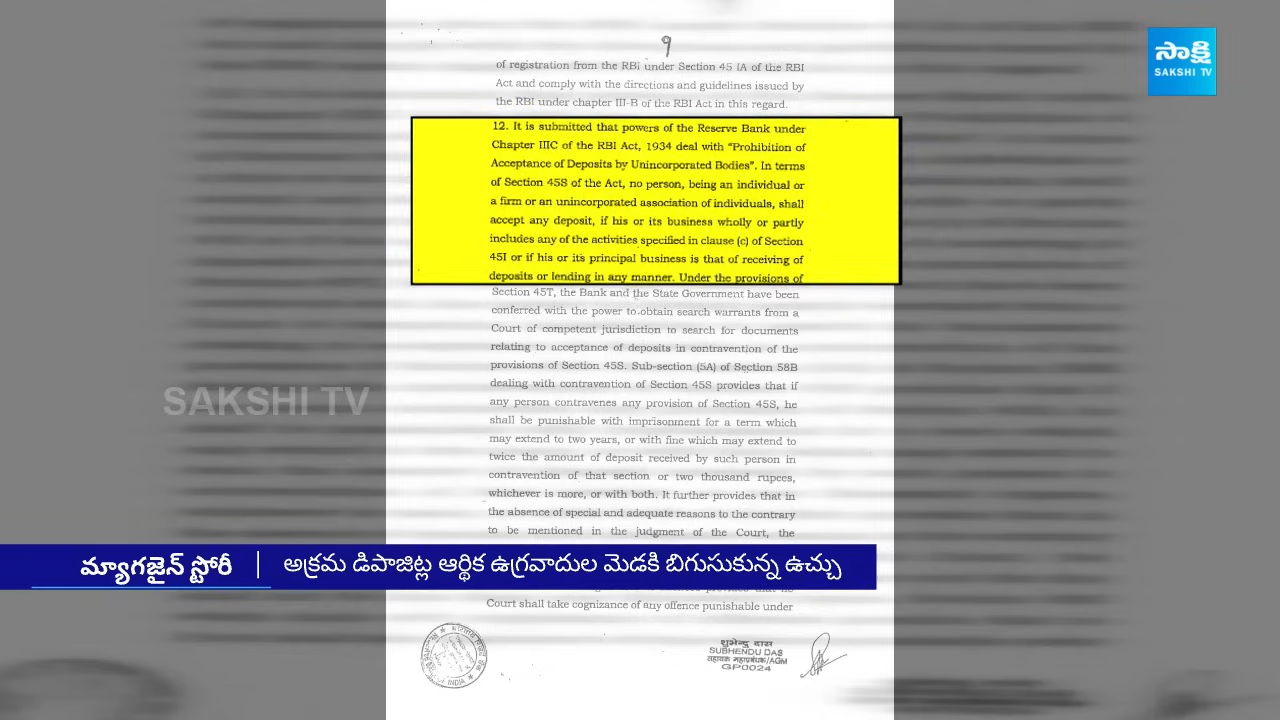 9
of registration from the RBI under Section 45 IA of the RBI
Act and comply with the directions and guidelines issued by
the RBI under chapter III-B of the RBI Act in this regard.
12. It is submitted that powers of the Reserve Bank under
Chapter IIIC of the RBI Act, 1934 deal with “Prohibition of
Acceptance of Deposits by Unincorporated Bodies”. In terms
of Section 45S of the Act, no person, being an individual or
a firm or an unincorporated association of individuals, shall
accept any deposit, if his or its business wholly or partly
includes any of the activities specified in clause (c) of Section
45I or if his or its principal business is that of receiving of
deposits or lending in any manner. Under the provisions of
Section 45T, the Bank and the State Government have been
conferred with the power to obtain search warrants from a
Court of competent jurisdiction to search for documents
relating to acceptance of deposits in contravention of the
provisions of Section 45S. Sub-section (5A) of Section 58B
dealing with contravention of Section 45S provides that if
any person contravenes any provision of Section 45S, he
shall be punishable with imprisonment for a term which
may extend to two years, or with fine which may extend to
twice the amount of deposit received by such person in
contravention of that section or two thousand rupees,
whichever is more, or with both. It further provides that in
the absence of special and adequate reasons to the contrary
to be mentioned in the judgment of the Court, the
Court shall take cognizance of any offence punishable under
शुभेन्दु दास
SUBHENDU DAS
सहायक महाप्रबंधक/AGM
GP0024
సాక్షి
SAKSHI TV
SAKSHI TV
మ్యాగజైన్ స్టోరీ
అక్రమ డిపాజిట్ల ఆర్థిక ఉగ్రవాదుల మెడకి బిగుసుకున్న ఉచ్చు